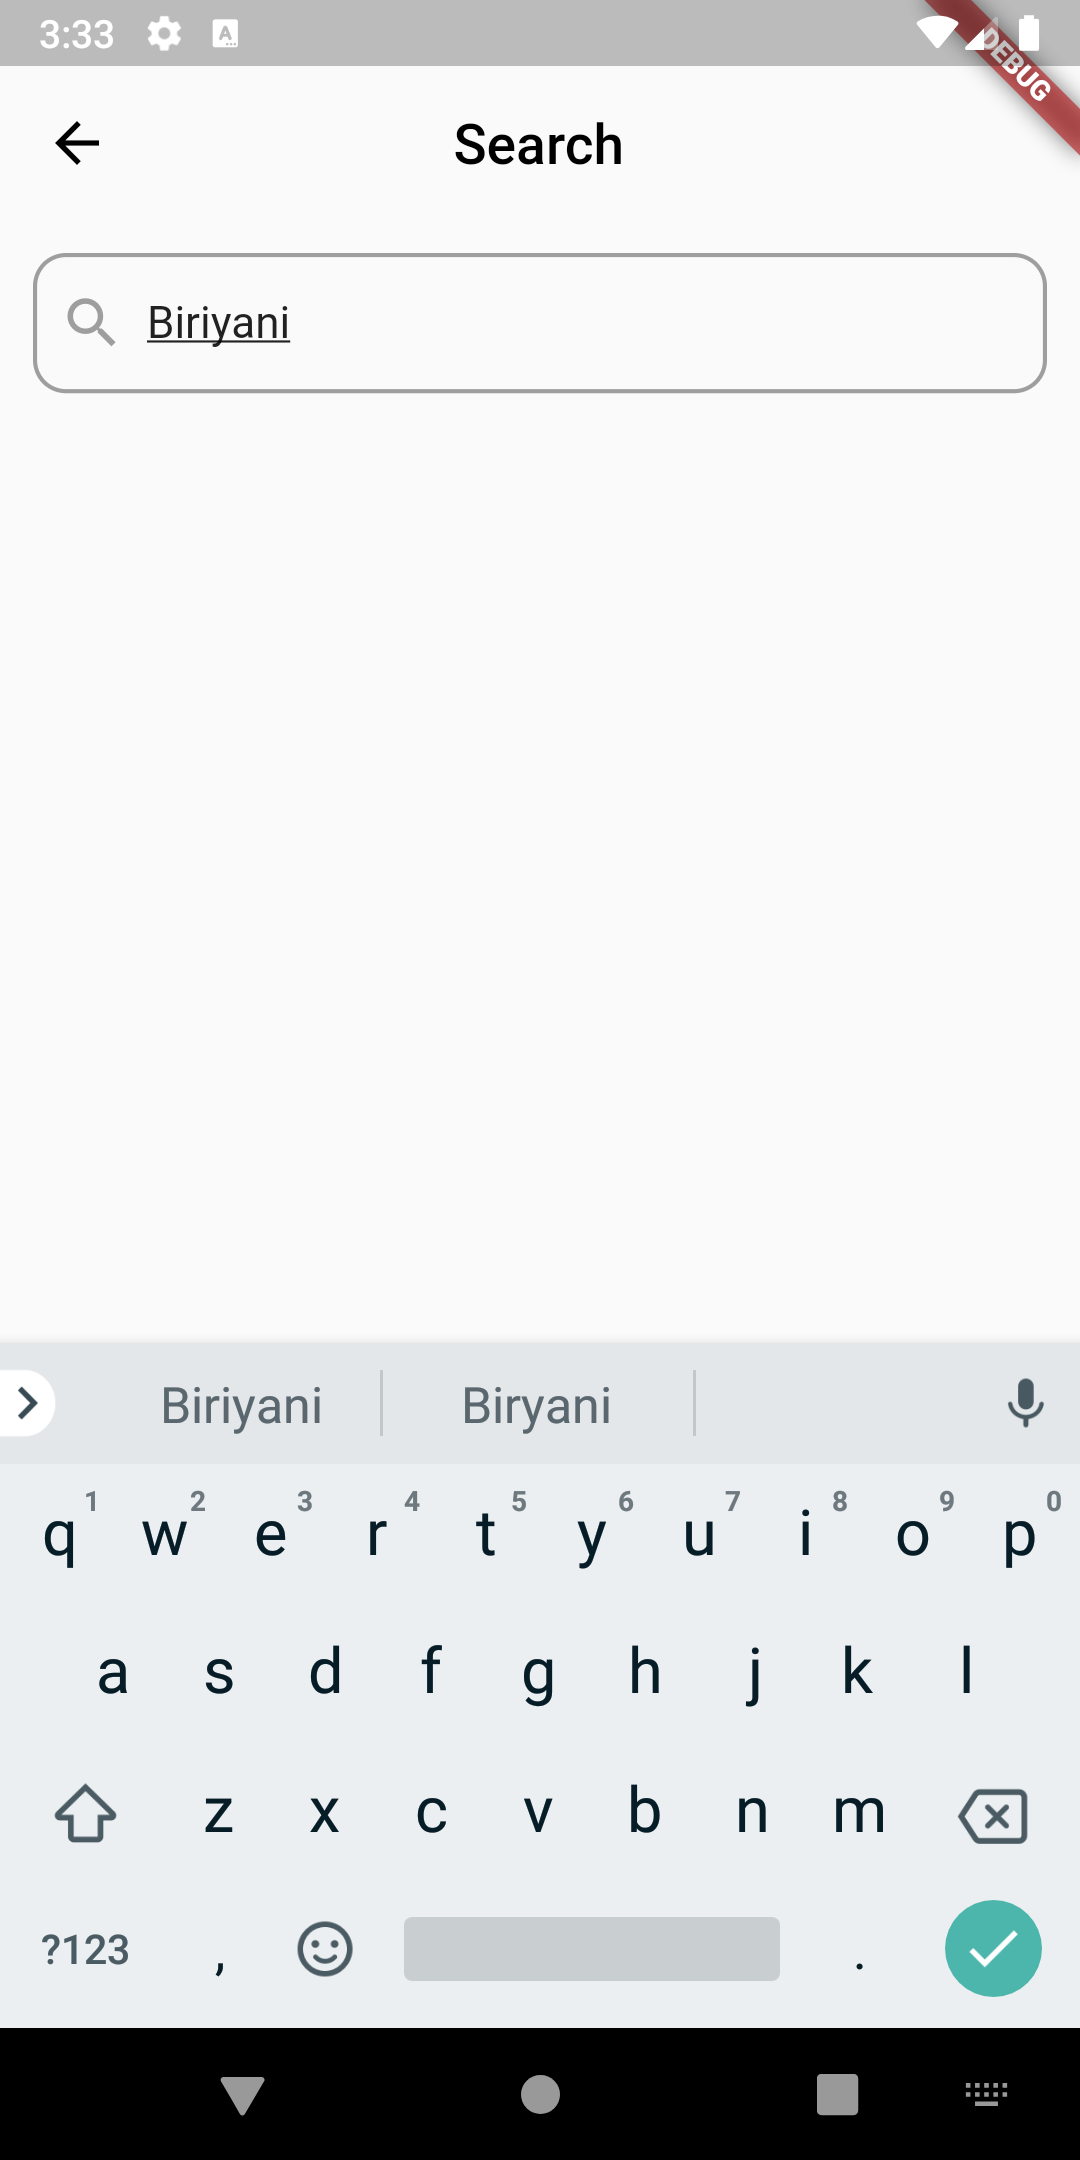 3:33
DEBUG
Search
Biriyani
Biriyani Biryani
1 2 3 4 5 6 7 8 9 0
q w e r t y u i o p
a s d f g h j k l
z x c v b n m
?123 , .